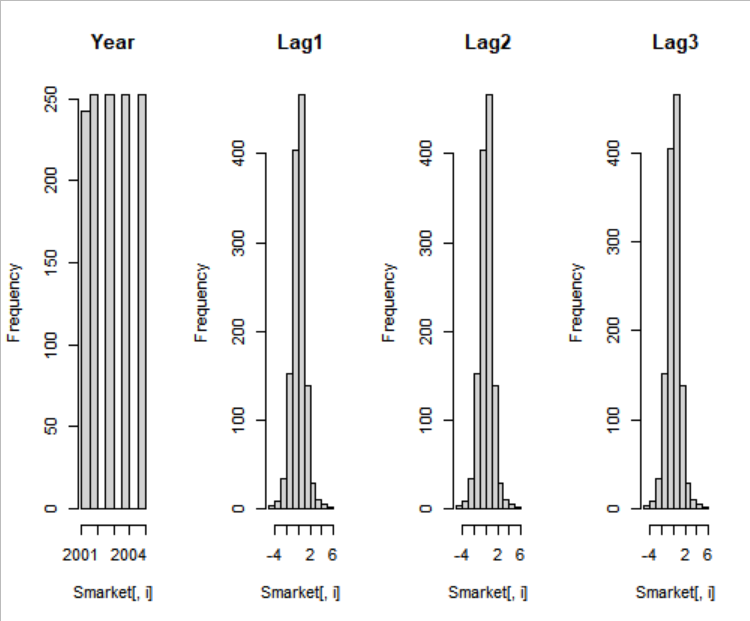 Year
Frequency
0
50
100
150
200
250
2001
2004
Smarket[, i]
Lag1
Frequency
0
100
200
300
400
-4
2
6
Smarket[, i]
Lag2
Frequency
0
100
200
300
400
-4
2
6
Smarket[, i]
Lag3
Frequency
0
100
200
300
400
-4
2
6
Smarket[, i]